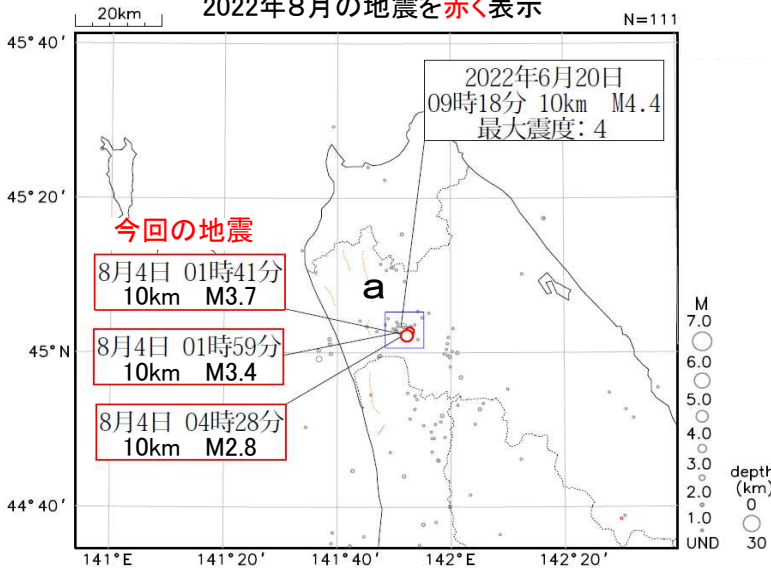 2022年8月の地震を赤く表示
20km
N=111
45°40′
2022年6月20日
09時18分 10km M4.4
最大震度：4
45°20′
今回の地震
8月4日 01時41分
10km M3.7
a
8月4日 01時59分
10km M3.4
45°N
8月4日 04時28分
10km M2.8
44°40′
141°E
141°20′
141°40′
142°E
142°20′
M
7.0
6.0
5.0
4.0
3.0
2.0
1.0
UND
depth
(km)
0
30